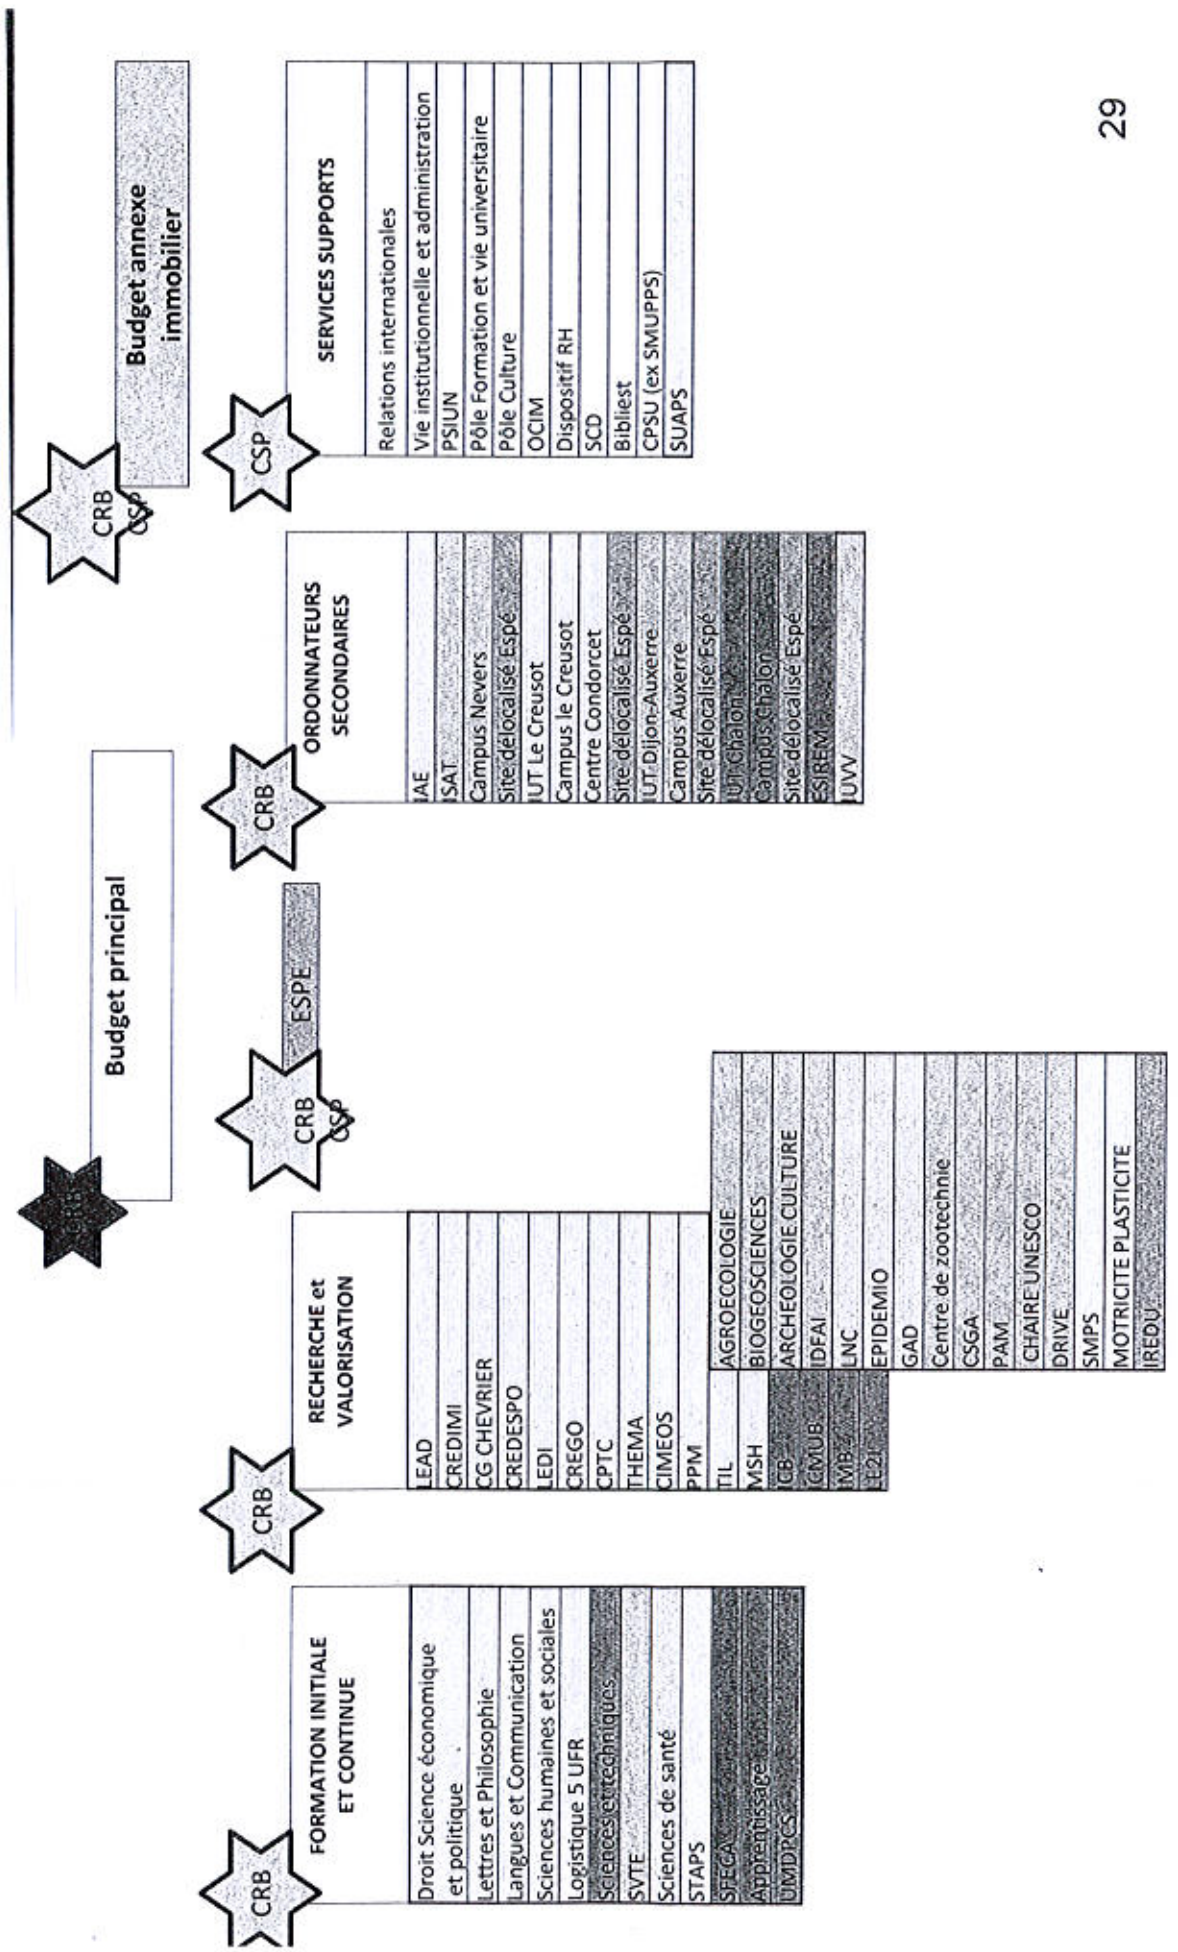 CRB
Budget principal
CRB
CSP
Budget annexe
immobilier
CRB
FORMATION INITIALE
ET CONTINUE
Droit Science économique
et politique
Lettres et Philosophie
Langues et Communication
Sciences humaines et sociales
Logistique 5 UFR
Sciences et techniques
SVTE
Sciences de santé
STAPS
SEFCA
Apprentissage
UMDPCS
CRB
RECHERCHE et
VALORISATION
LEAD
CREDIMI
CG CHEVRIER
CREDESPO
LEDI
CREGO
CPTC
THEMA
CIMEOS
PPM
TIL
MSH
ICB
ICMUB
IMB
LE2I
AGROECOLOGIE
BIOGEOSCIENCES
ARCHEOLOGIE CULTURE
IDFAI
LNC
EPIDEMIO
GAD
Centre de zootechnie
CSGA
PAM
CHAIRE UNESCO
DRIVE
SMPS
MOTRICITE PLASTICITE
IREDU
CRB
CSP
ESPE
CRB
ORDONNATEURS
SECONDAIRES
IAE
ISAT
Campus Nevers
Site délocalisé Espé
IUT Le Creusot
Campus le Creusot
Centre Condorcet
Site délocalisé Espé
IUT Dijon-Auxerre
Campus Auxerre
Site délocalisé Espé
IUT Chalon
Campus Chalon
Site délocalisé Espé
ESIREM
IUVV
CSP
SERVICES SUPPORTS
Relations internationales
Vie institutionnelle et administration
PSIUN
Pôle Formation et vie universitaire
Pôle Culture
OCIM
Dispositif RH
SCD
Bibliest
CPSU (ex SMUPPS)
SUAPS
29